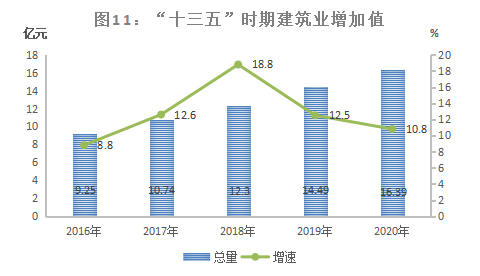 图11：“十三五”时期建筑业增加值
亿元 %
18 20
16 18
14 16
12 14
10 12
8 10
6 8
4 6
2 4
0 2
0
8.8 12.6 18.8 12.5 10.8
9.25 10.74 12.3 14.49 16.39
2016年 2017年 2018年 2019年 2020年
总量 增速